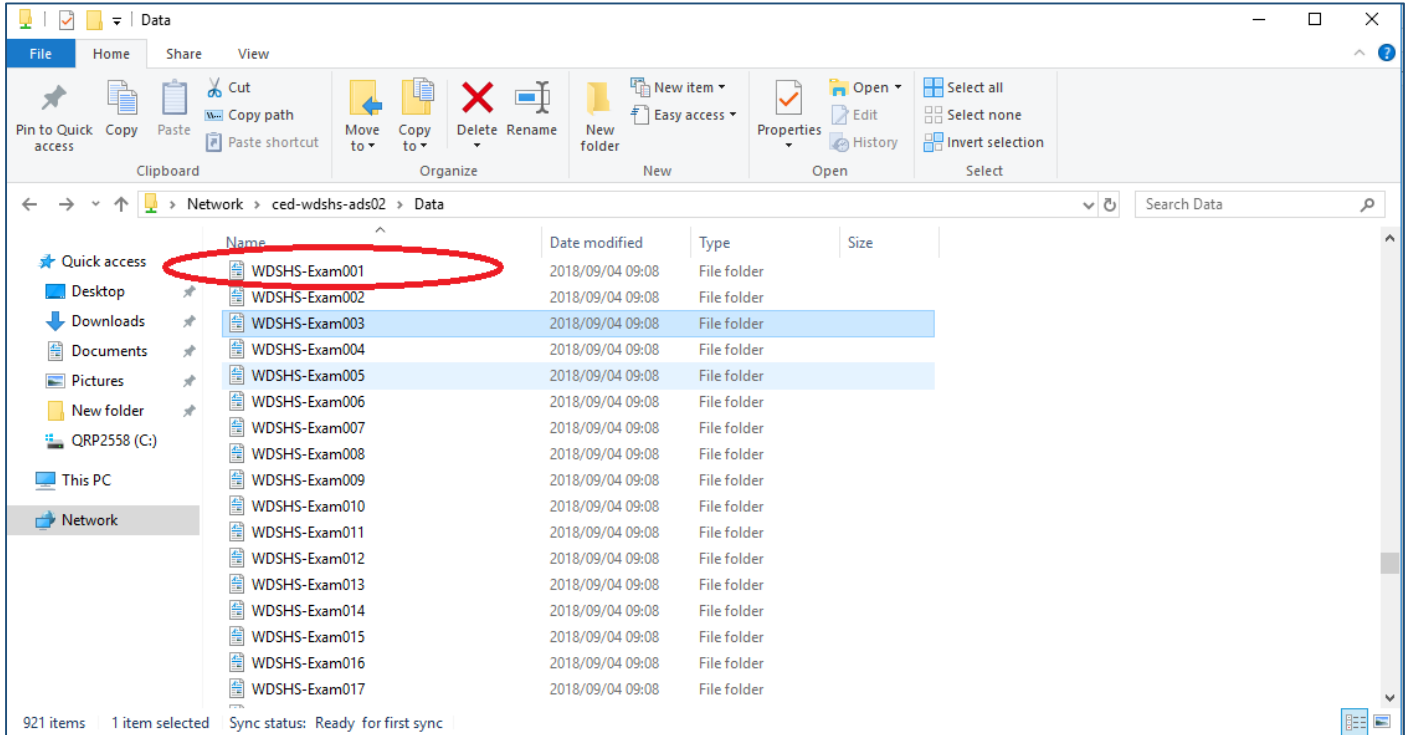 Data
File Home Share View
Pin to Quick access
Copy
Paste
Cut
Copy path
Paste shortcut
Clipboard
Move to
Copy to
Delete
Rename
Organize
New folder
New item
Easy access
New
Properties
Open
Edit
History
Open
Select all
Select none
Invert selection
Select
Network > ced-wdshs-ads02 > Data
Search Data
Quick access
Desktop
Downloads
Documents
Pictures
New folder
QRP2558 (C:)
This PC
Network
Name Date modified Type Size
WDSHS-Exam001 2018/09/04 09:08 File folder
WDSHS-Exam002 2018/09/04 09:08 File folder
WDSHS-Exam003 2018/09/04 09:08 File folder
WDSHS-Exam004 2018/09/04 09:08 File folder
WDSHS-Exam005 2018/09/04 09:08 File folder
WDSHS-Exam006 2018/09/04 09:08 File folder
WDSHS-Exam007 2018/09/04 09:08 File folder
WDSHS-Exam008 2018/09/04 09:08 File folder
WDSHS-Exam009 2018/09/04 09:08 File folder
WDSHS-Exam010 2018/09/04 09:08 File folder
WDSHS-Exam011 2018/09/04 09:08 File folder
WDSHS-Exam012 2018/09/04 09:08 File folder
WDSHS-Exam013 2018/09/04 09:08 File folder
WDSHS-Exam014 2018/09/04 09:08 File folder
WDSHS-Exam015 2018/09/04 09:08 File folder
WDSHS-Exam016 2018/09/04 09:08 File folder
WDSHS-Exam017 2018/09/04 09:08 File folder
921 items 1 item selected Sync status: Ready for first sync